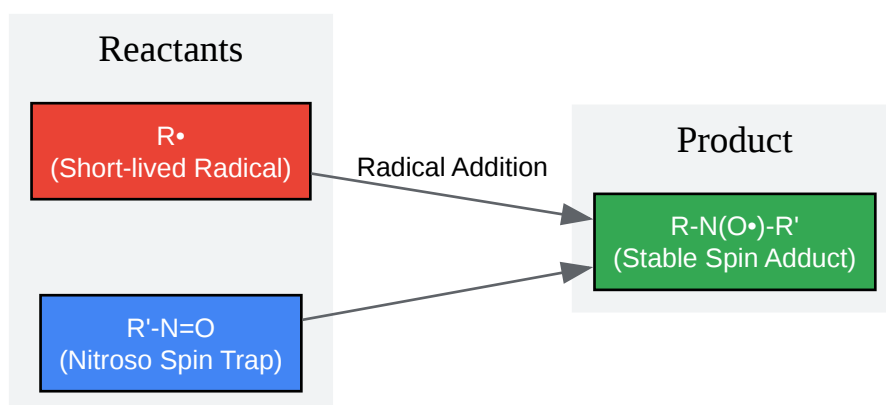 Reactants
R•
(Short-lived Radical)
R'-N=O
(Nitroso Spin Trap)
Radical Addition
Product
R-N(O•)-R'
(Stable Spin Adduct)